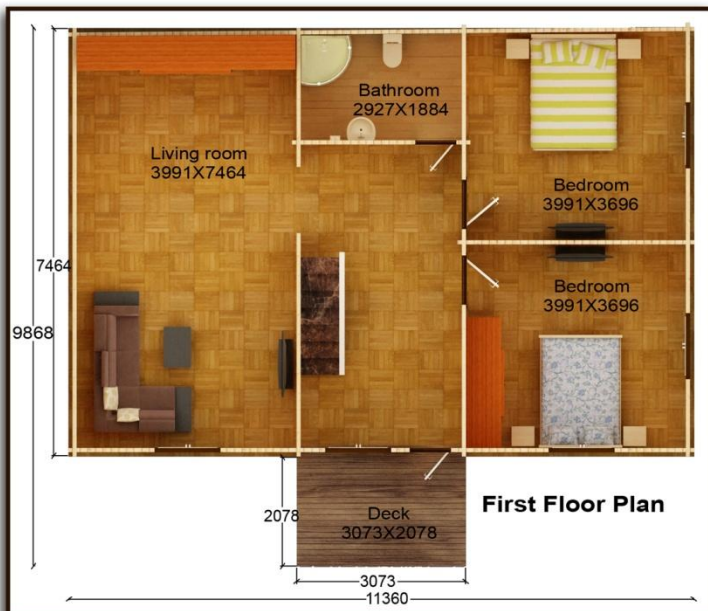 Bathroom
2927X1884
Living room
3991X7464
Bedroom
3991X3696
7464
9868
Bedroom
3991X3696
2078
Deck
3073X2078
First Floor Plan
3073
11360